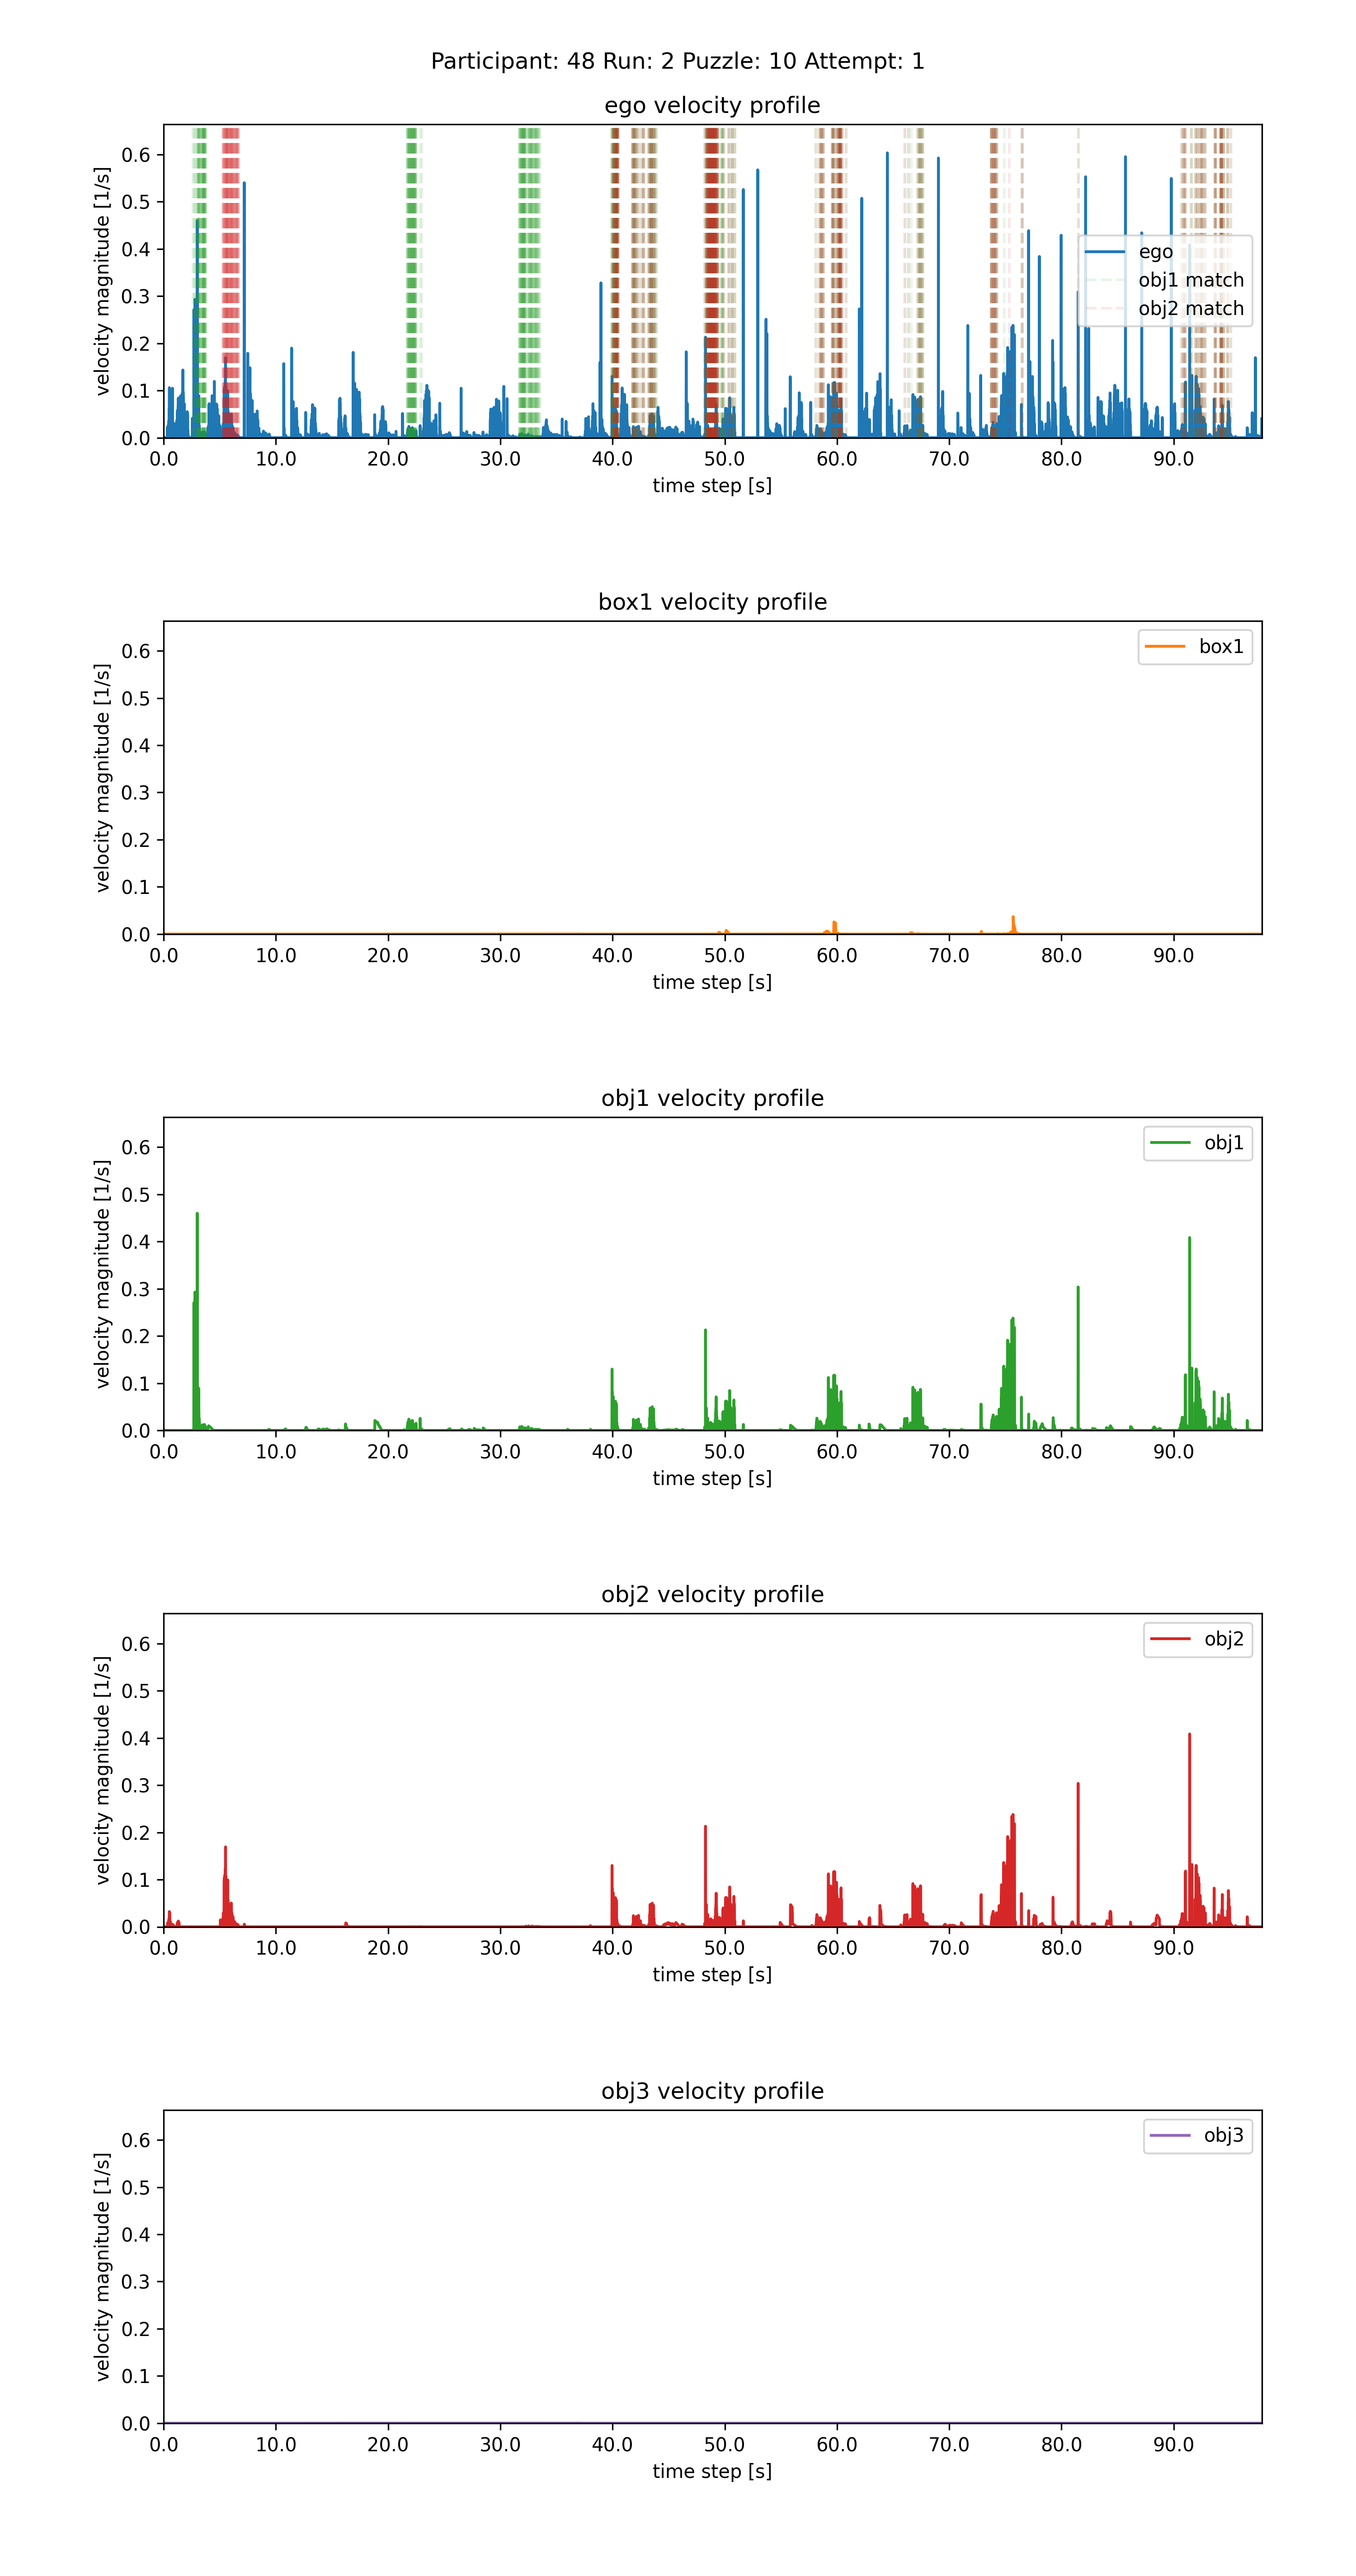 Participant: 48 Run: 2 Puzzle: 10 Attempt: 1
ego velocity profile
velocity magnitude [1/s]
0.6
0.5
0.4
0.3
0.2
0.1
0.0
ego
obj1 match
obj2 match
0.0 10.0 20.0 30.0 40.0 50.0 60.0 70.0 80.0 90.0
time step [s]
box1 velocity profile
velocity magnitude [1/s]
0.6
0.5
0.4
0.3
0.2
0.1
0.0
box1
0.0 10.0 20.0 30.0 40.0 50.0 60.0 70.0 80.0 90.0
time step [s]
obj1 velocity profile
velocity magnitude [1/s]
0.6
0.5
0.4
0.3
0.2
0.1
0.0
obj1
0.0 10.0 20.0 30.0 40.0 50.0 60.0 70.0 80.0 90.0
time step [s]
obj2 velocity profile
velocity magnitude [1/s]
0.6
0.5
0.4
0.3
0.2
0.1
0.0
obj2
0.0 10.0 20.0 30.0 40.0 50.0 60.0 70.0 80.0 90.0
time step [s]
obj3 velocity profile
velocity magnitude [1/s]
0.6
0.5
0.4
0.3
0.2
0.1
0.0
obj3
0.0 10.0 20.0 30.0 40.0 50.0 60.0 70.0 80.0 90.0
time step [s]